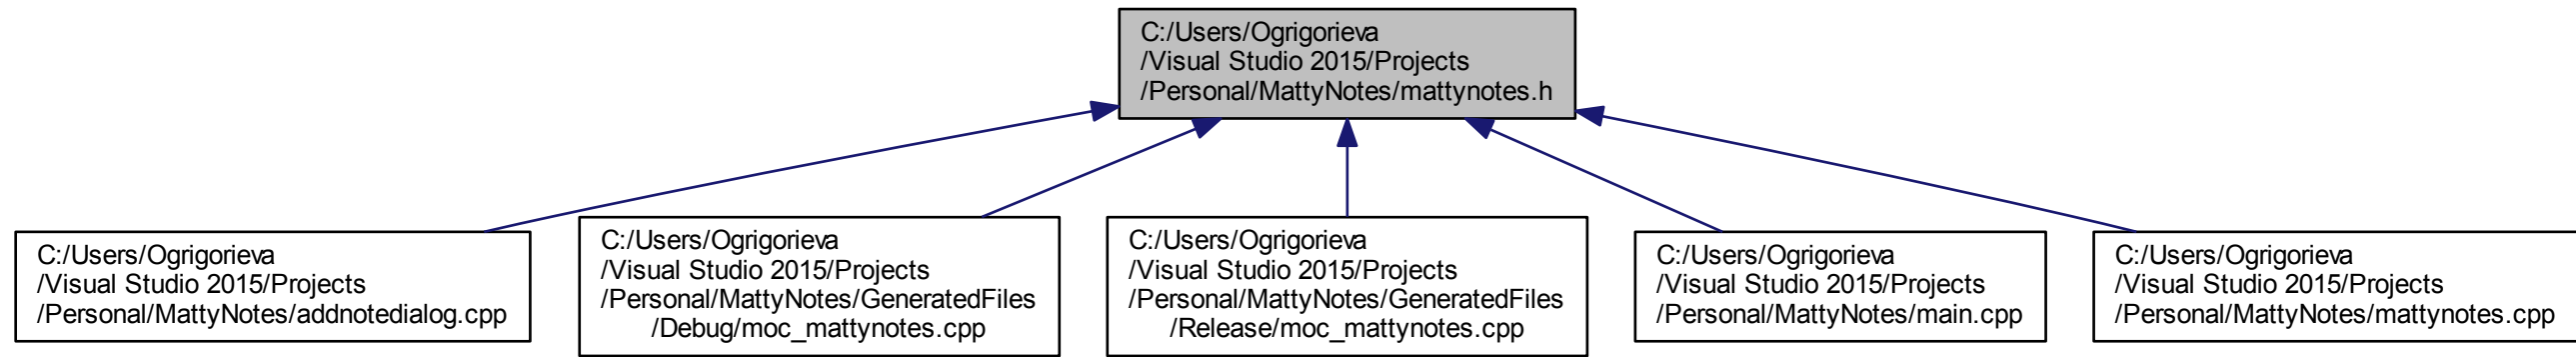 C:/Users/Ogrigorieva
/Visual Studio 2015/Projects
/Personal/MattyNotes/mattynotes.h
C:/Users/Ogrigorieva
/Visual Studio 2015/Projects
/Personal/MattyNotes/addnotedialog.cpp
C:/Users/Ogrigorieva
/Visual Studio 2015/Projects
/Personal/MattyNotes/GeneratedFiles
/Debug/moc_mattynotes.cpp
C:/Users/Ogrigorieva
/Visual Studio 2015/Projects
/Personal/MattyNotes/GeneratedFiles
/Release/moc_mattynotes.cpp
C:/Users/Ogrigorieva
/Visual Studio 2015/Projects
/Personal/MattyNotes/main.cpp
C:/Users/Ogrigorieva
/Visual Studio 2015/Projects
/Personal/MattyNotes/mattynotes.cpp